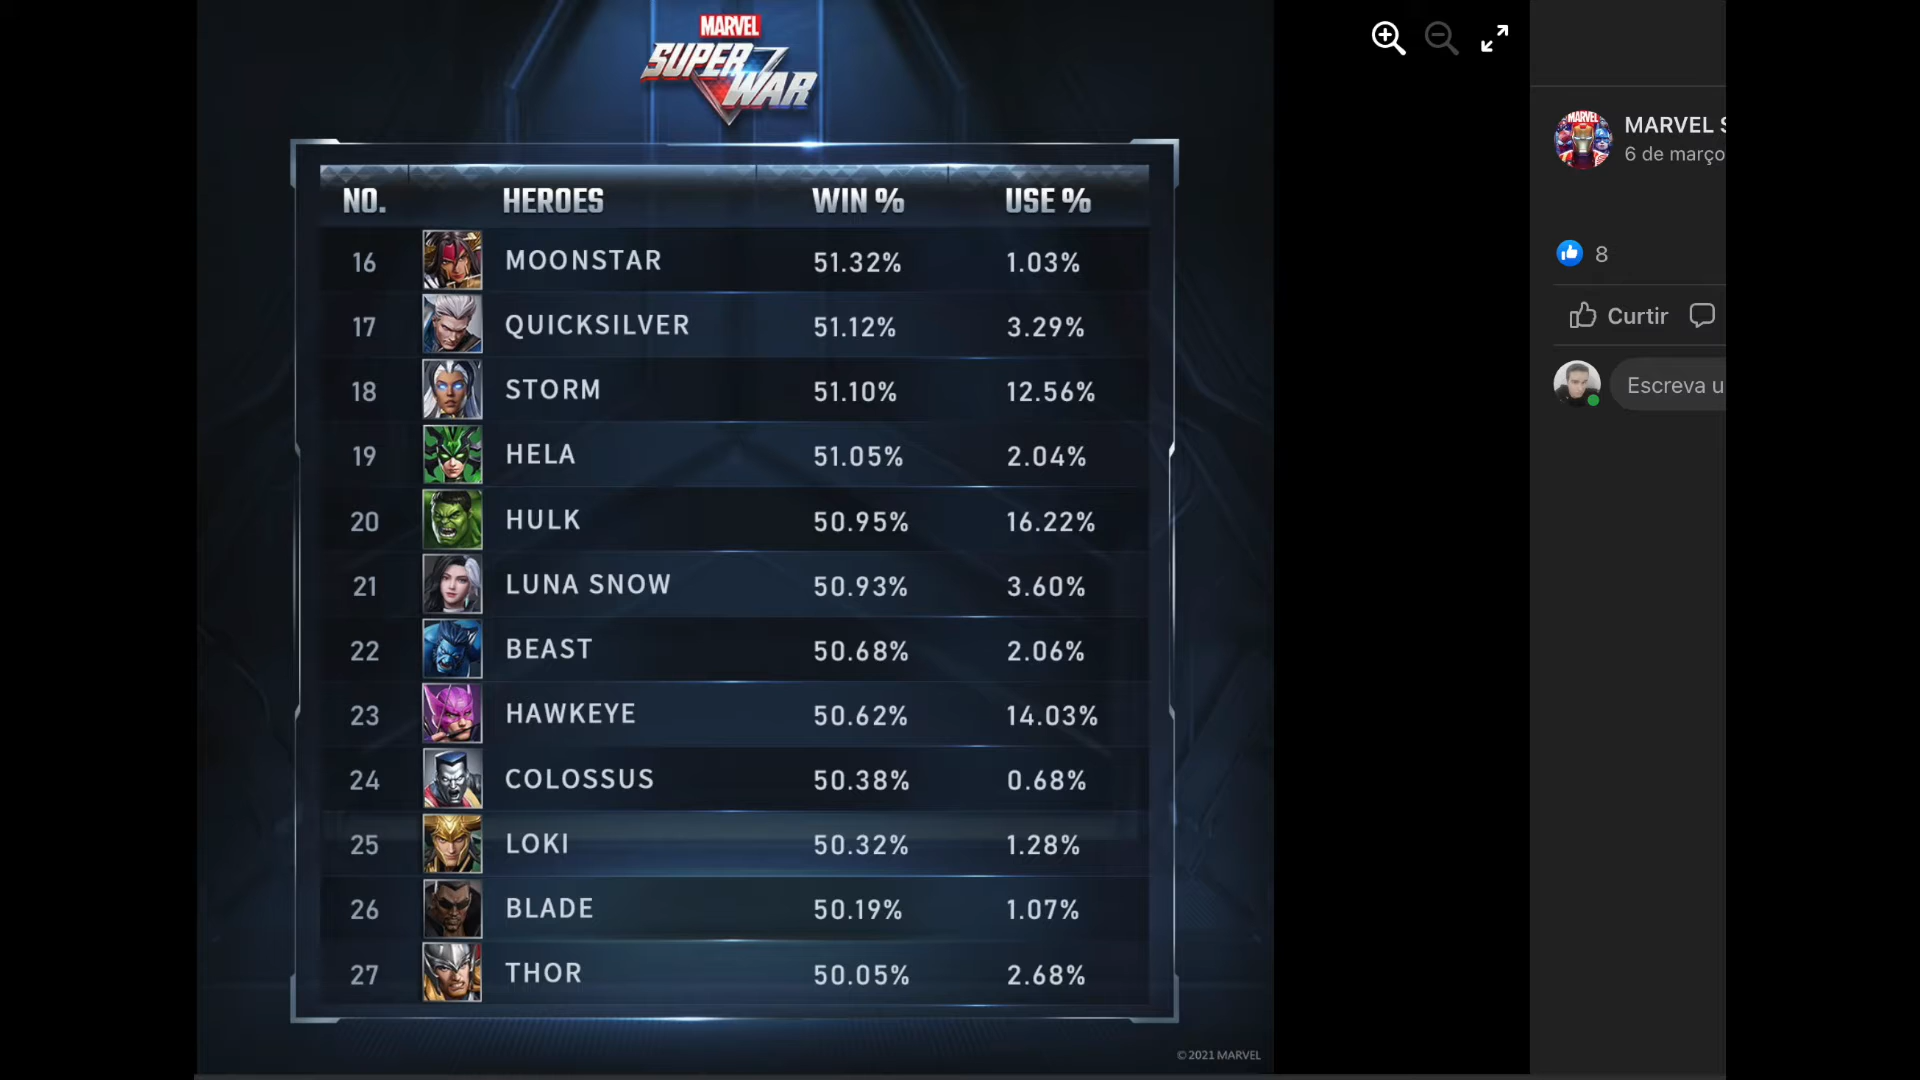 MARVEL
SUPER WAR
NO. HEROES WIN % USE %
16 MOONSTAR 51.32% 1.03%
17 QUICKSILVER 51.12% 3.29%
18 STORM 51.10% 12.56%
19 HELA 51.05% 2.04%
20 HULK 50.95% 16.22%
21 LUNA SNOW 50.93% 3.60%
22 BEAST 50.68% 2.06%
23 HAWKEYE 50.62% 14.03%
24 COLOSSUS 50.38% 0.68%
25 LOKI 50.32% 1.28%
26 BLADE 50.19% 1.07%
27 THOR 50.05% 2.68%
© 2021 MARVEL
MARVEL
MARVEL S
6 de março
8
Curtir
Escreva u